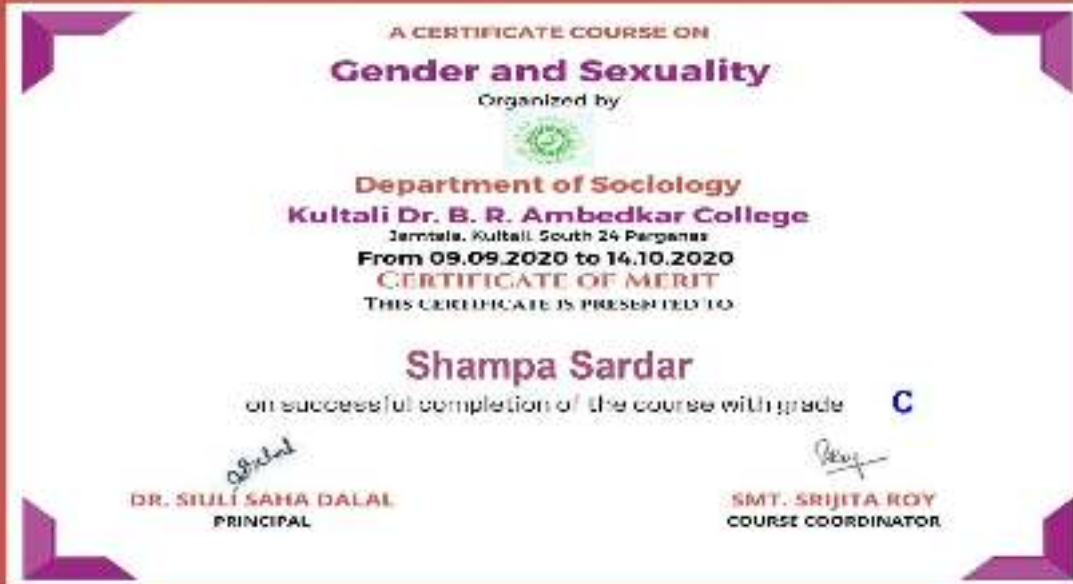 A CERTIFICATE COURSE ON
Gender and Sexuality
Organized by
Department of Sociology
Kultali Dr. B. R. Ambedkar College
Jamtala, Kultali, South 24 Parganas
From 09.09.2020 to 14.10.2020
CERTIFICATE OF MERIT
THIS CERTIFICATE IS PRESENTED TO
Shampa Sardar
on successful completion of the course with grade C
DR. SIULI SAHA DALAL
PRINCIPAL
SMT. SRIJITA ROY
COURSE COORDINATOR